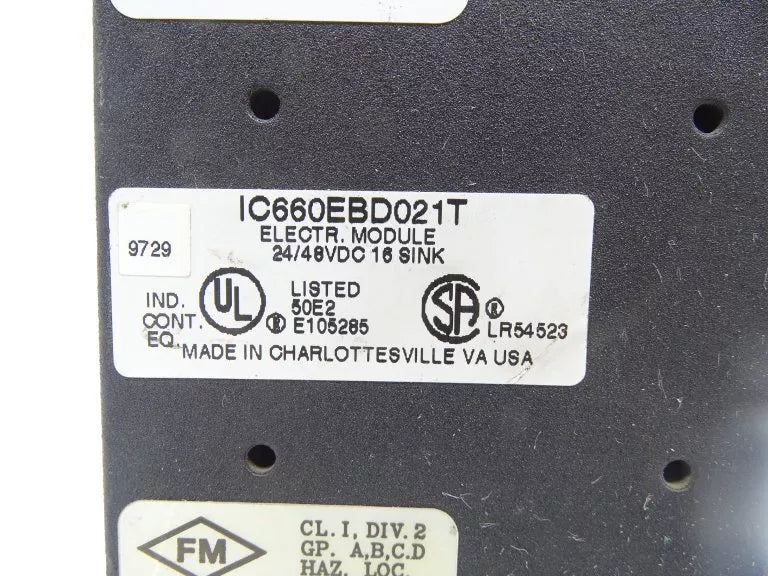 IC660EBD021T
ELECTR. MODULE
24/48VDC 16 SINK
9729
IND.
CONT.
EQ.
UL
LISTED
50E2
® E105285
SA ®
LR54523
MADE IN CHARLOTTESVILLE VA USA
FM
CL. I, DIV. 2
GP. A,B,C.D
HAZ. LOC.